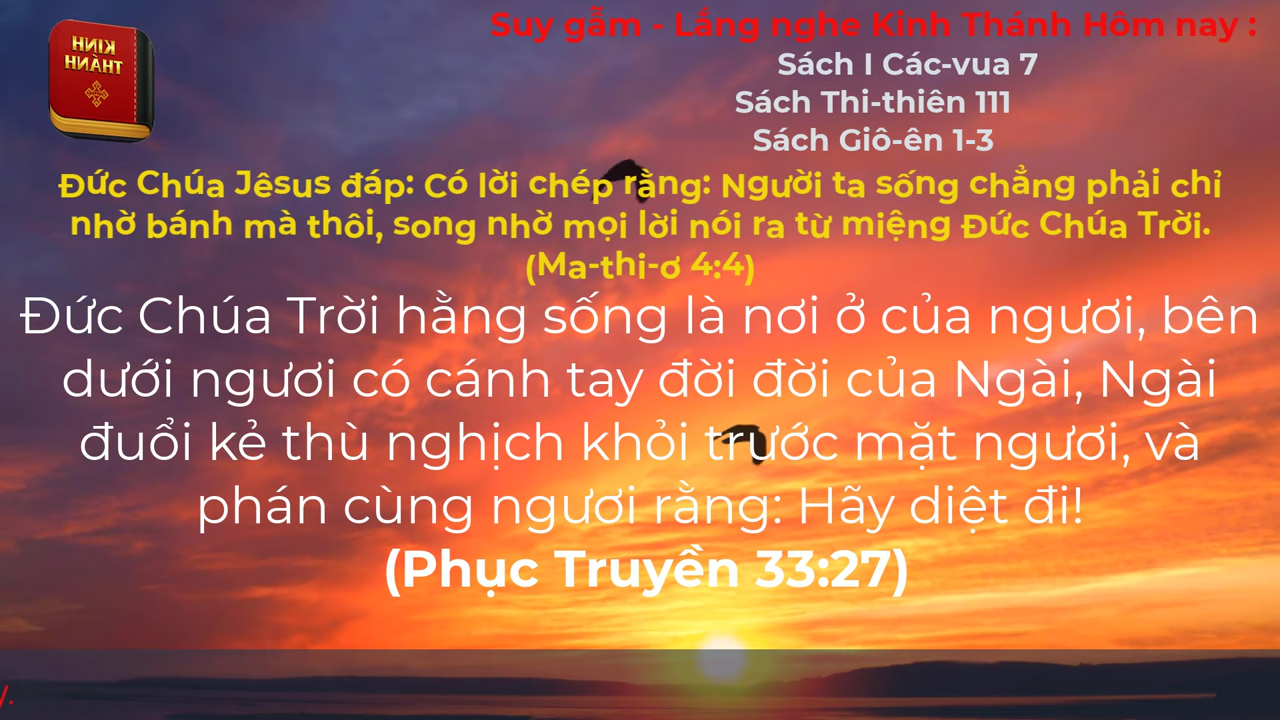 Suy gẫm - Lắng nghe Kinh Thánh Hôm nay :
KINH
THÁNH
Sách I Các-vua 7
Sách Thi-thiên 111
Sách Giô-ên 1-3
Đức Chúa Jêsus đáp: Có lời chép rằng: Người ta sống chẳng phải chỉ
nhờ bánh mà thôi, song nhờ mọi lời nói ra từ miệng Đức Chúa Trời.
(Ma-thi-ơ 4:4)
Đức Chúa Trời hằng sống là nơi ở của ngươi, bên
dưới ngươi có cánh tay đời đời của Ngài, Ngài
đuổi kẻ thù nghịch khỏi trước mặt ngươi, và
phán cùng ngươi rằng: Hãy diệt đi!
(Phục Truyền 33:27)